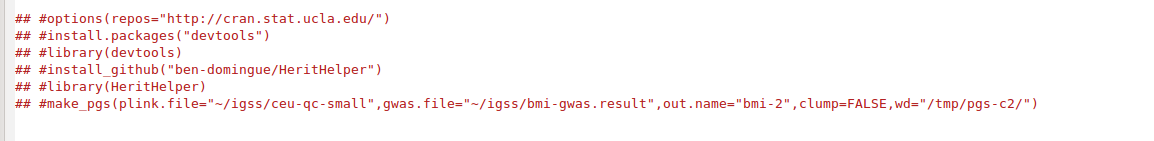 ## #options(repos="http://cran.stat.ucla.edu/")
## #install.packages("devtools")
## #library(devtools)
## #install_github("ben-domingue/HeritHelper")
## #library(HeritHelper)
## #make_pgs(plink.file="~/igss/ceu-qc-small",gwas.file="~/igss/bmi-gwas.result",out.name="bmi-2",clump=FALSE,wd="/tmp/pgs-c2/")